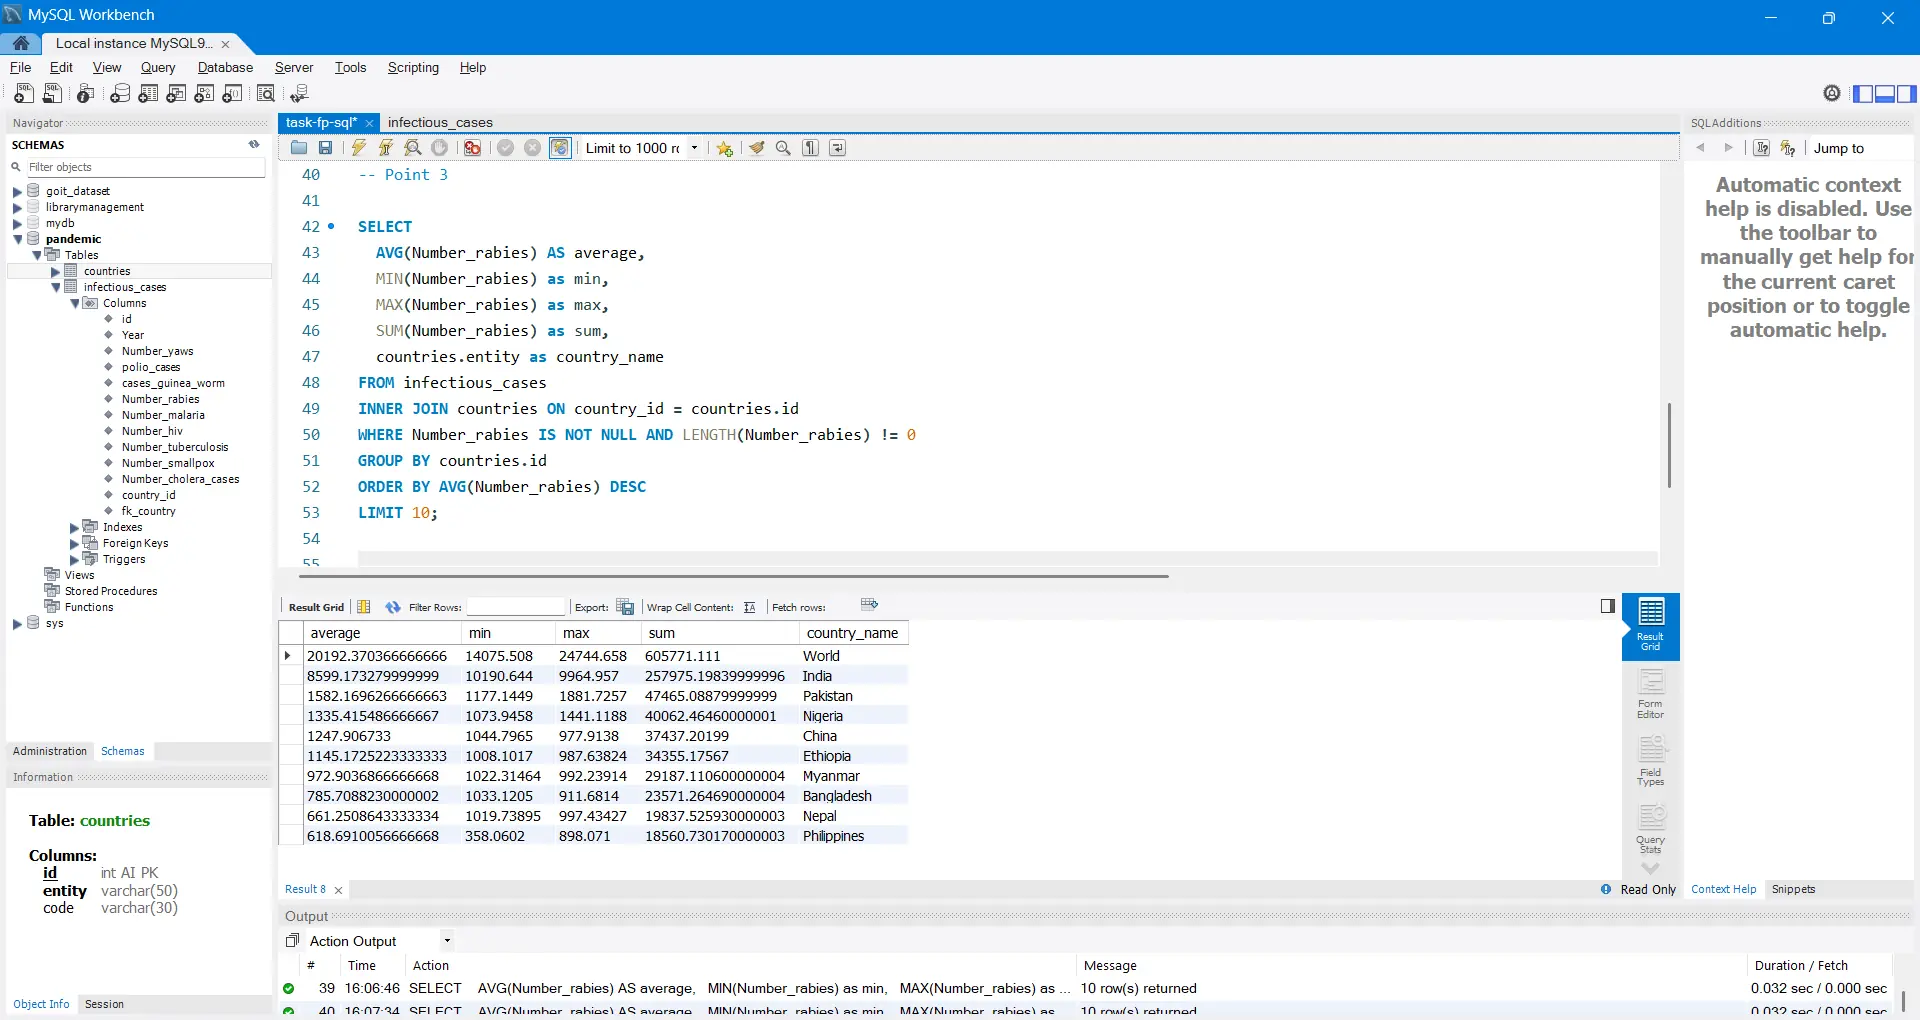 MySQL Workbench
Local instance MySQL9... ×
File Edit View Query Database Server Tools Scripting Help
Navigator
SCHEMAS
Filter objects
goit_dataset
librarymanagement
mydb
pandemic
Tables
countries
infectious_cases
Columns
id
Year
Number_yaws
polio_cases
cases_guinea_worm
Number_rabies
Number_malaria
Number_hiv
Number_tuberculosis
Number_smallpox
Number_cholera_cases
country_id
fk_country
Indexes
Foreign Keys
Triggers
Views
Stored Procedures
Functions
sys
Administration Schemas
Information
Table: countries
Columns:
id int AI PK
entity varchar(50)
code varchar(30)
Object Info Session
task-fp-sql* × infectious_cases
Limit to 1000 rc
40 -- Point 3
41
42 SELECT
43 AVG(Number_rabies) AS average,
44 MIN(Number_rabies) as min,
45 MAX(Number_rabies) as max,
46 SUM(Number_rabies) as sum,
47 countries.entity as country_name
48 FROM infectious_cases
49 INNER JOIN countries ON country_id = countries.id
50 WHERE Number_rabies IS NOT NULL AND LENGTH(Number_rabies) != 0
51 GROUP BY countries.id
52 ORDER BY AVG(Number_rabies) DESC
53 LIMIT 10;
54
55
Result Grid Filter Rows: Export: Wrap Cell Content: Fetch rows:
average min max sum country_name
20192.370366666666 14075.508 24744.658 605771.111 World
8599.173279999999 10190.644 9964.957 257975.19839999996 India
1582.1696266666663 1177.1449 1881.7257 47465.08879999999 Pakistan
1335.415486666667 1073.9458 1441.1188 40062.46460000001 Nigeria
1247.906733 1044.7965 977.9138 37437.20199 China
1145.1725223333333 1008.1017 987.63824 34355.17567 Ethiopia
972.9036866666668 1022.31464 992.23914 29187.110600000004 Myanmar
785.7088230000002 1033.1205 911.6814 23571.264690000004 Bangladesh
661.2508643333334 1019.73895 997.43427 19837.525930000003 Nepal
618.6910056666668 358.0602 898.071 18560.730170000003 Philippines
Result Grid
Form Editor
Field Types
Query Stats
Result 8 × Read Only
Output
Action Output
# Time Action Message Duration / Fetch
39 16:06:46 SELECT AVG(Number_rabies) AS average, MIN(Number_rabies) as min, MAX(Number_rabies) as ... 10 row(s) returned 0.032 sec / 0.000 sec
40 16:07:34 SELECT AVG(Number_rabies) AS average, MIN(Number_rabies) as min, MAX(Number_rabies) as ... 10 row(s) returned 0.032 sec / 0.000 sec
SQLAdditions
Jump to
Automatic context
help is disabled. Use
the toolbar to
manually get help for
the current caret
position or to toggle
automatic help.
Context Help Snippets